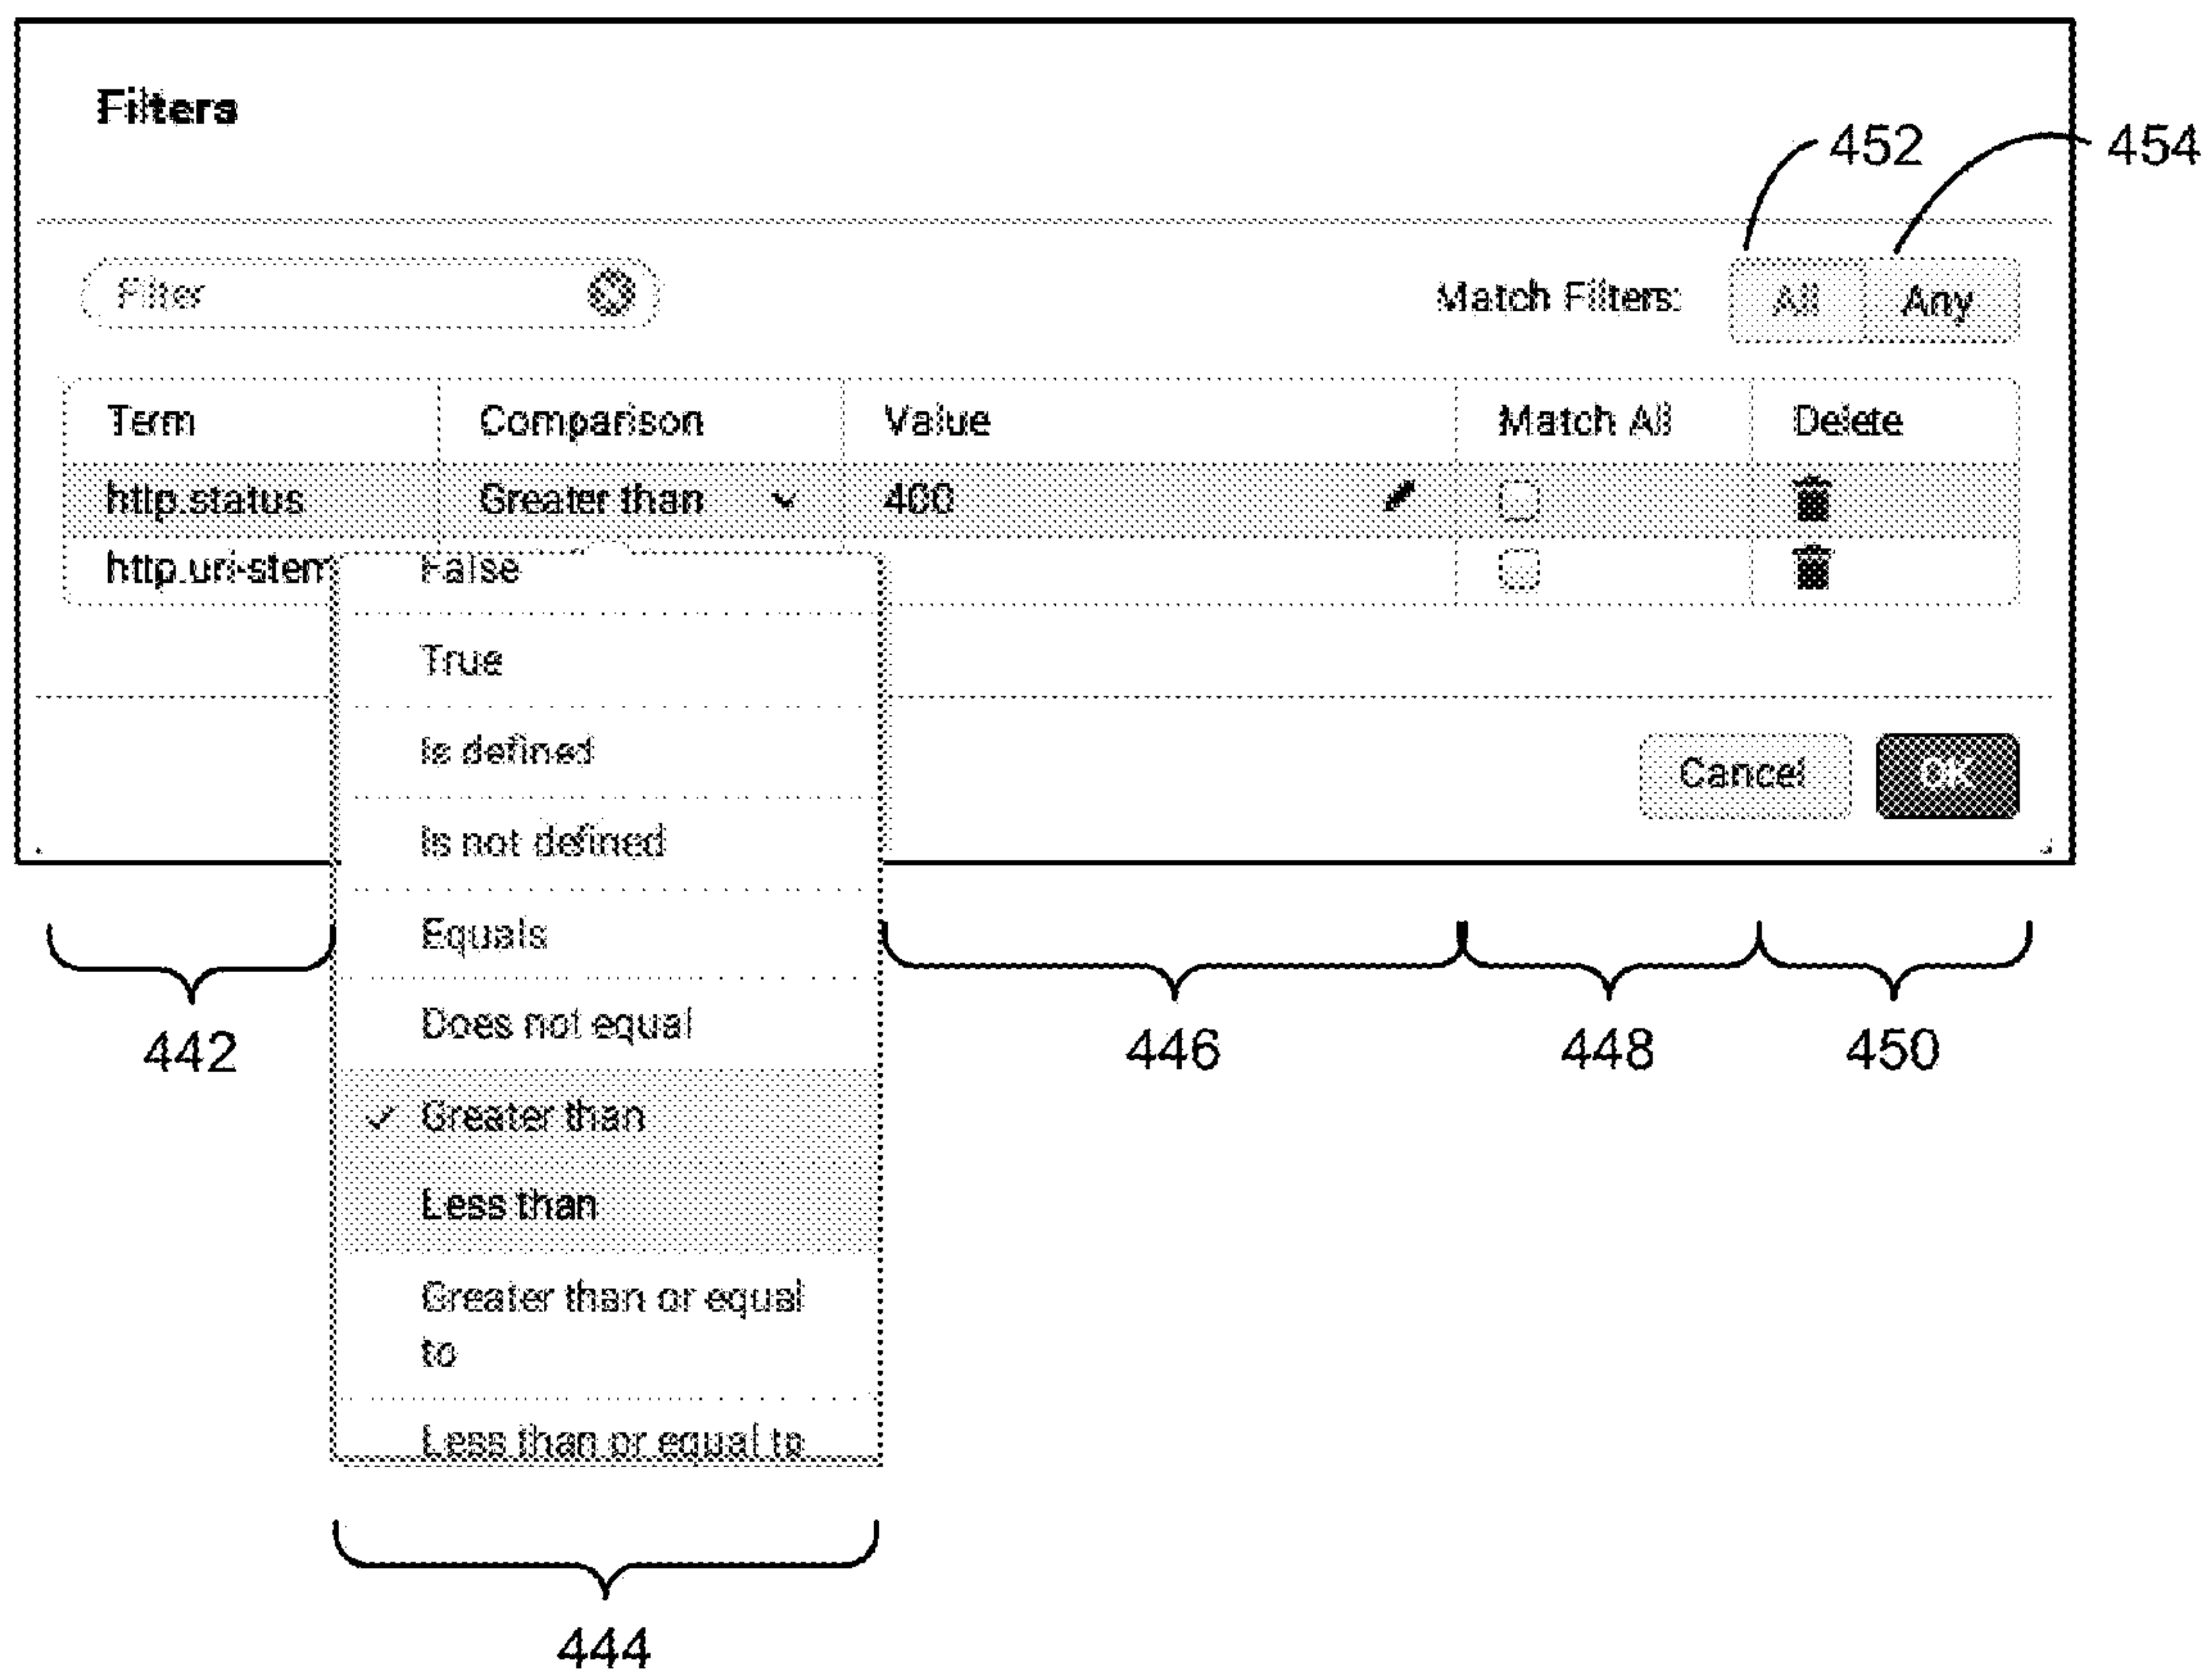 Filters
452
454
Filter
Match Filters:
All
Any
Term
Comparison
Value
Match All
Delete
http.status
Greater than
400
http.uri-stem
False
True
Is defined
Is not defined
Equals
Does not equal
Greater than
Less than
Greater than or equal
to
Less than or equal to
Cancel
OK
442
446
448
450
444